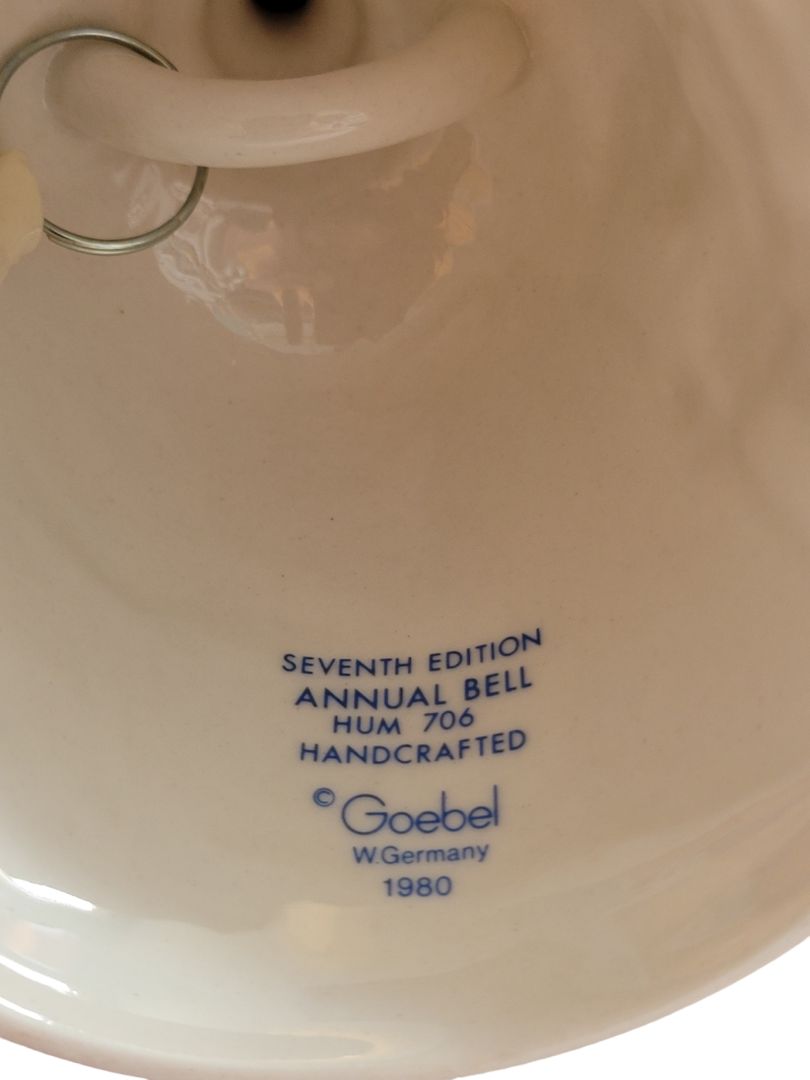 SEVENTH EDITION
ANNUAL BELL
HUM 706
HANDCRAFTED
© Goebel
W.Germany
1980